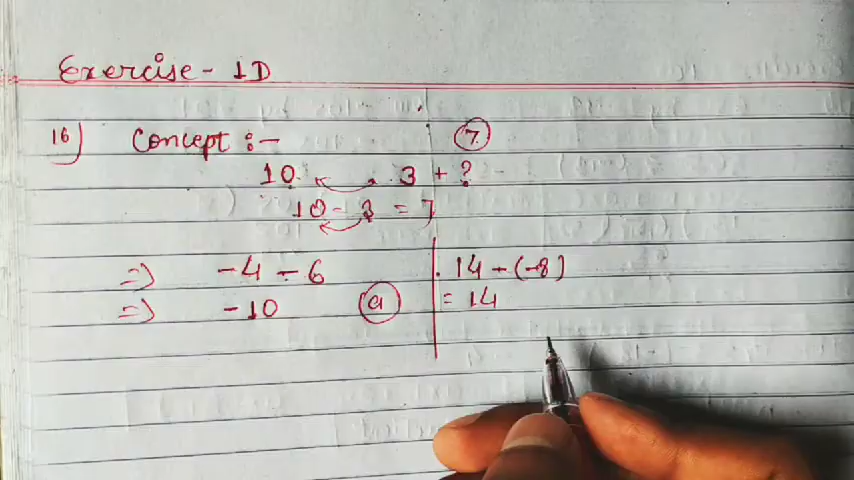 Exercise - 1D
16) Concept :-
7
10 3 + ?
10 - 3 = 7
=> -4 - 6
=> -10 a
14 - (-8)
= 14